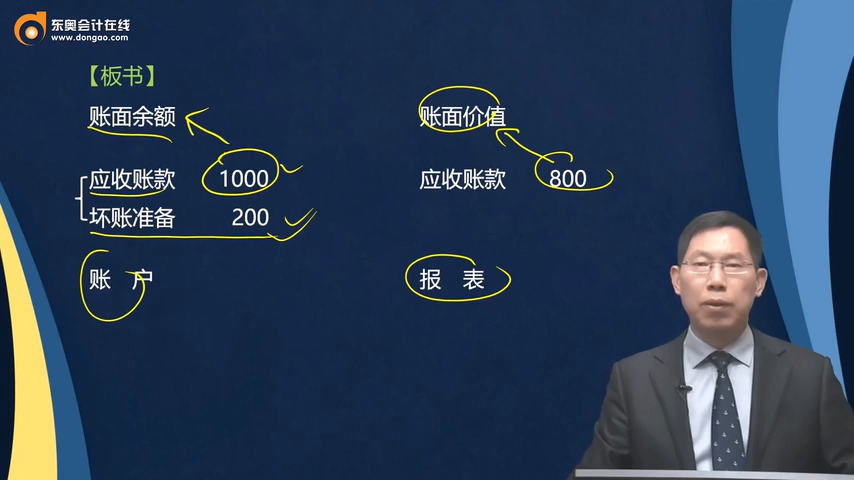 东奥会计在线
www.dongao.com
【板书】
账面余额 账面价值
应收账款 1000 应收账款 800
坏账准备 200
账 户 报 表